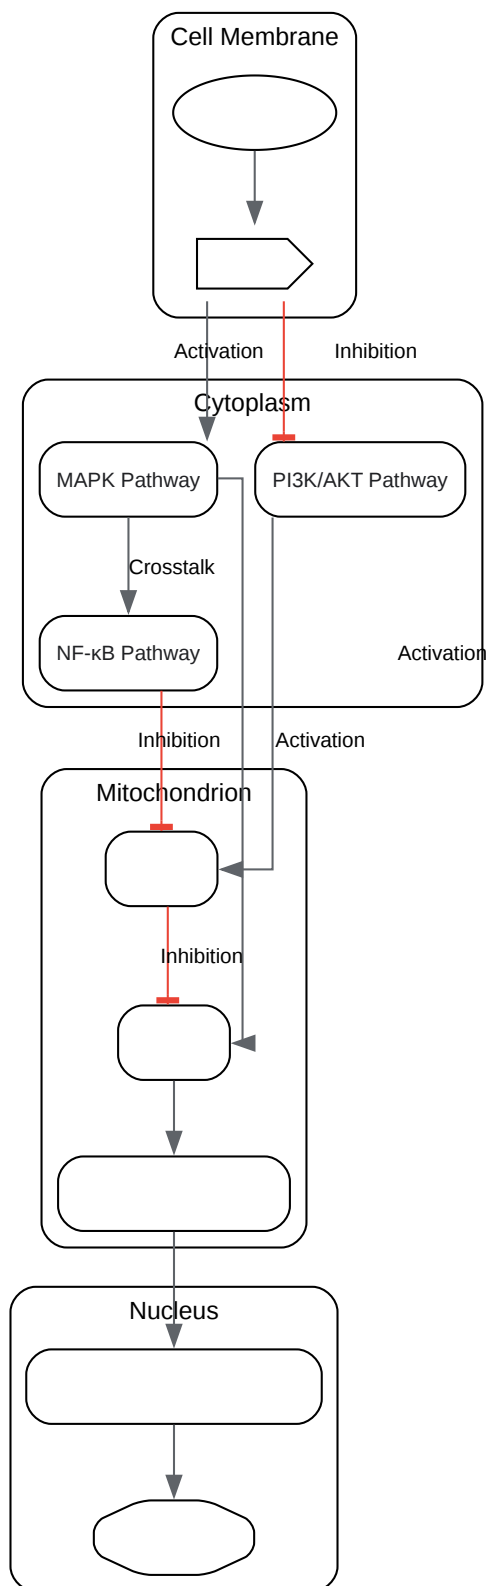 Cell Membrane
Activation
Inhibition
Cytoplasm
MAPK Pathway
PI3K/AKT Pathway
Crosstalk
NF-κB Pathway
Activation
Inhibition
Activation
Mitochondrion
Inhibition
Nucleus